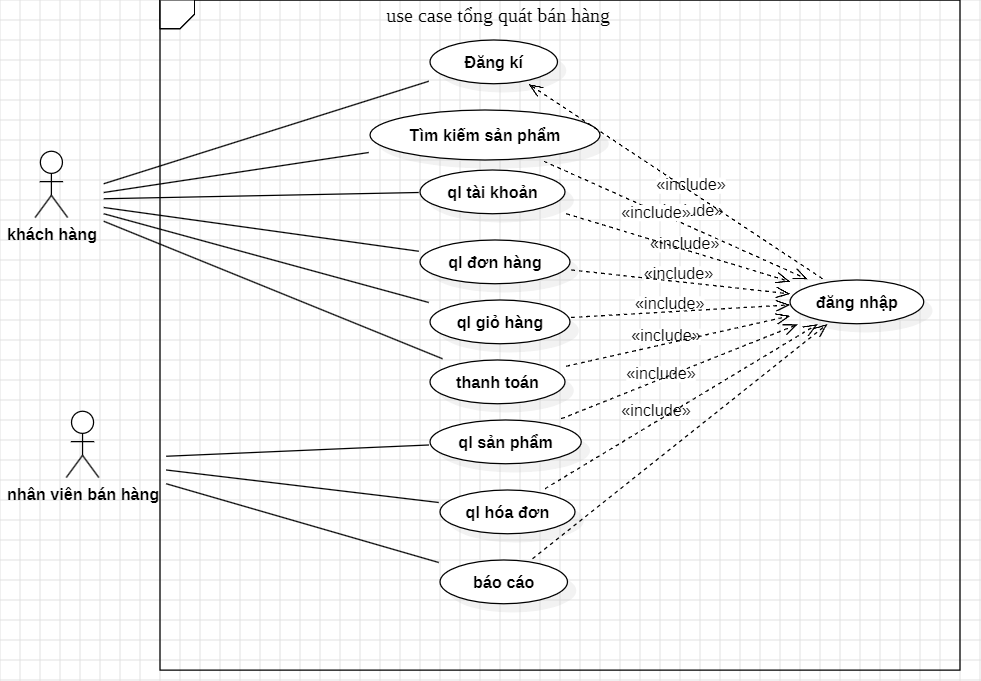 use case tổng quát bán hàng
Đăng kí
Tìm kiếm sản phẩm
ql tài khoản
«include»
«include»
ude»
khách hàng
«include»
ql đơn hàng
«include»
đăng nhập
«include»
ql giỏ hàng
«include»
thanh toán
«include»
«include»
ql sản phẩm
nhân viên bán hàng
ql hóa đơn
báo cáo